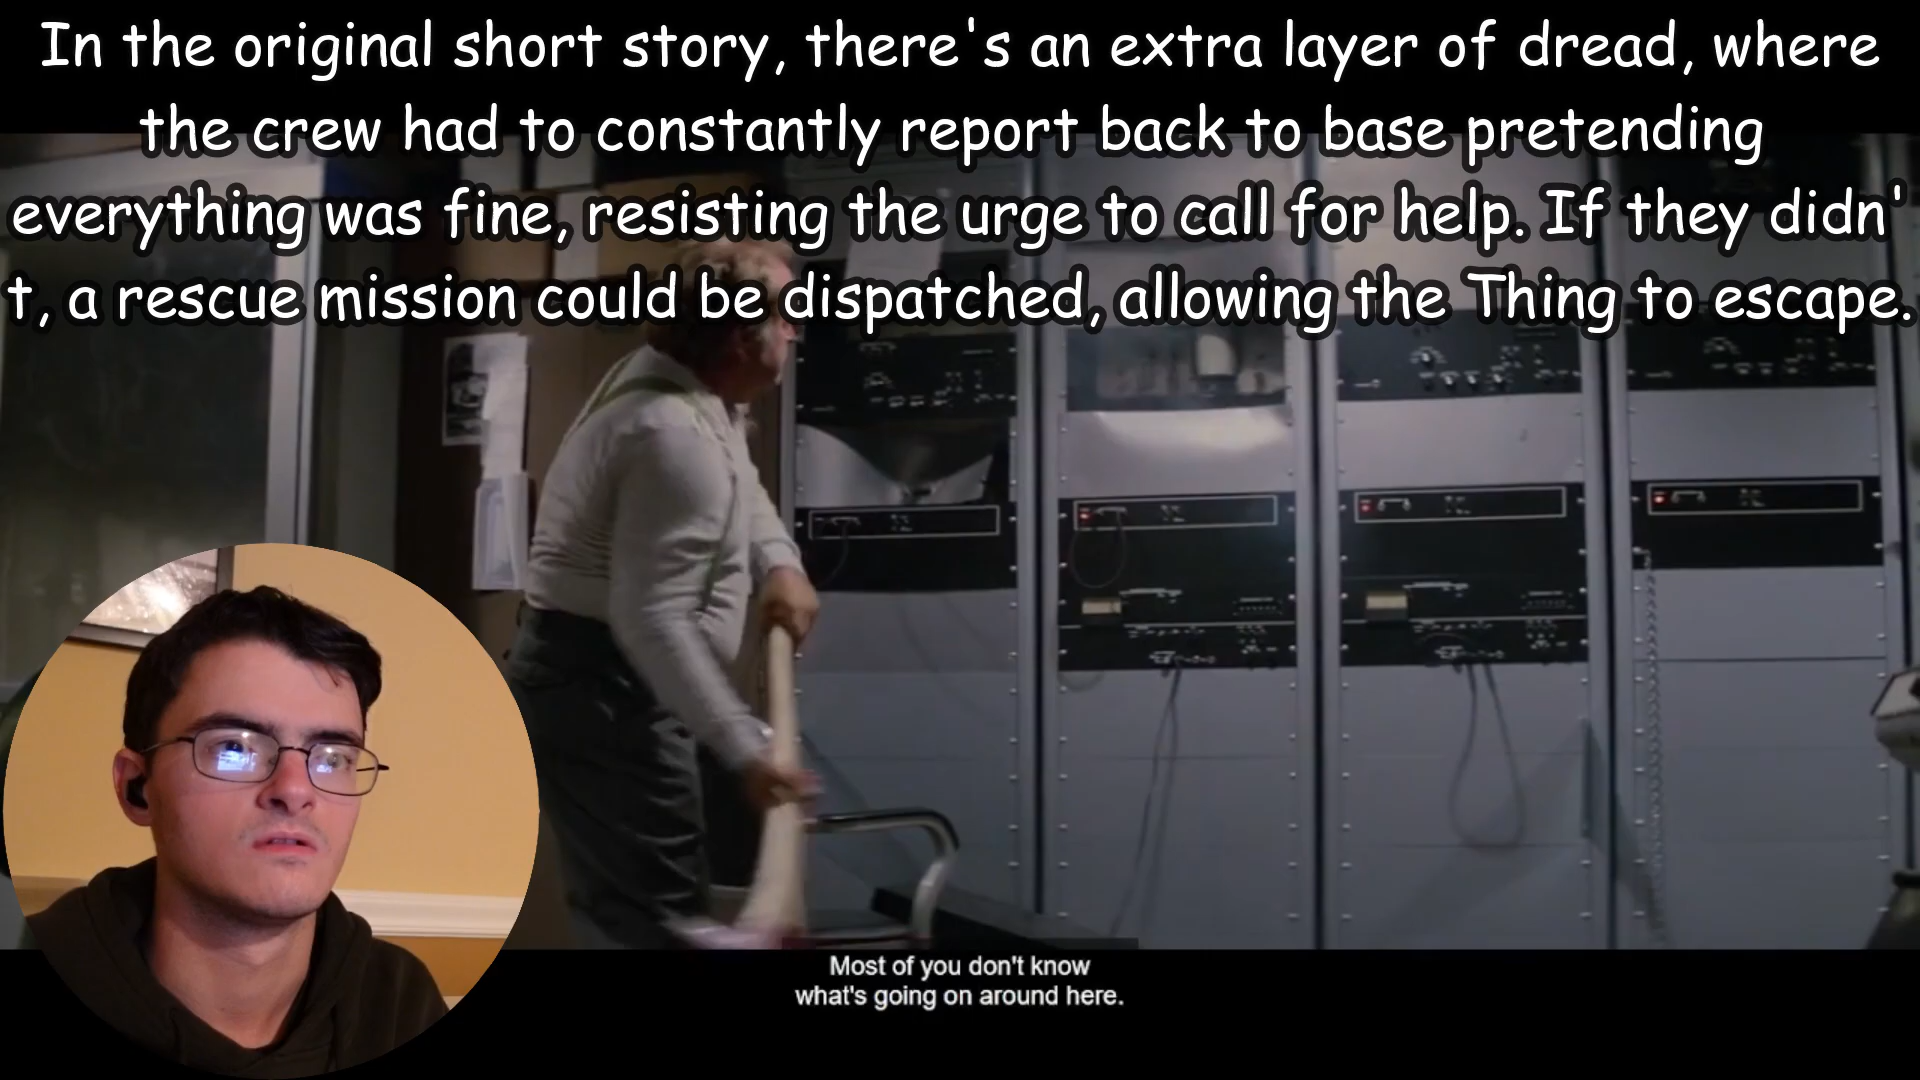 In the original short story, there's an extra layer of dread, where
the crew had to constantly report back to base pretending
everything was fine, resisting the urge to call for help. If they didn'
t, a rescue mission could be dispatched, allowing the Thing to escape.
Most of you don't know
what's going on around here.